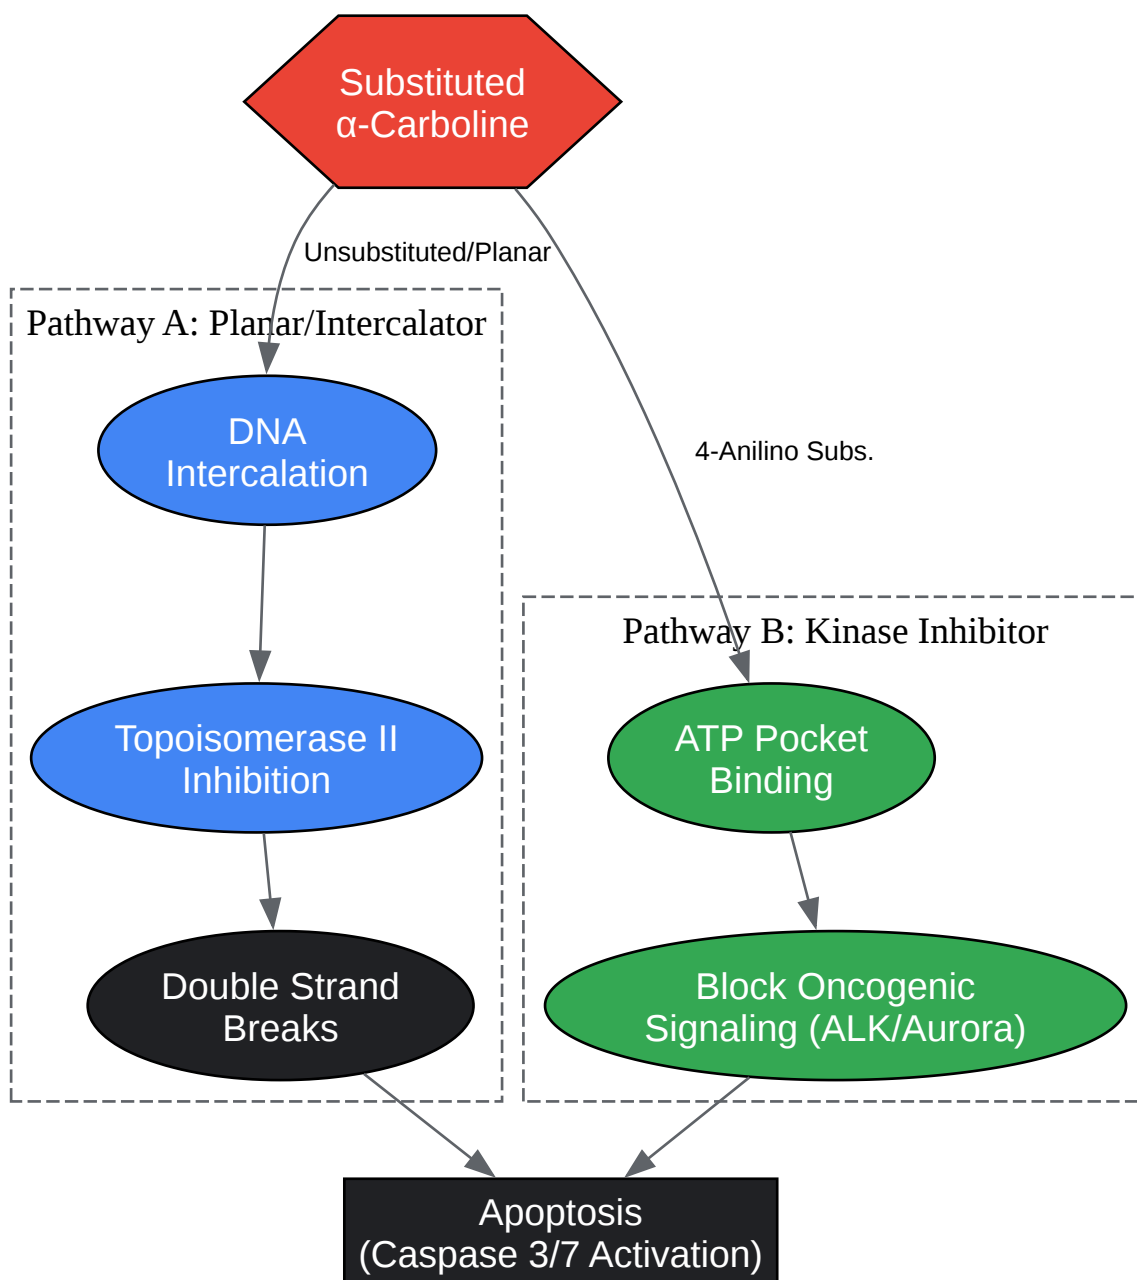 Substituted
α-Carboline
Unsubstituted/Planar
Pathway A: Planar/Intercalator
DNA
Intercalation
4-Anilino Subs.
Pathway B: Kinase Inhibitor
Topoisomerase II
Inhibition
ATP Pocket
Binding
Double Strand
Breaks
Block Oncogenic
Signaling (ALK/Aurora)
Apoptosis
(Caspase 3/7 Activation)